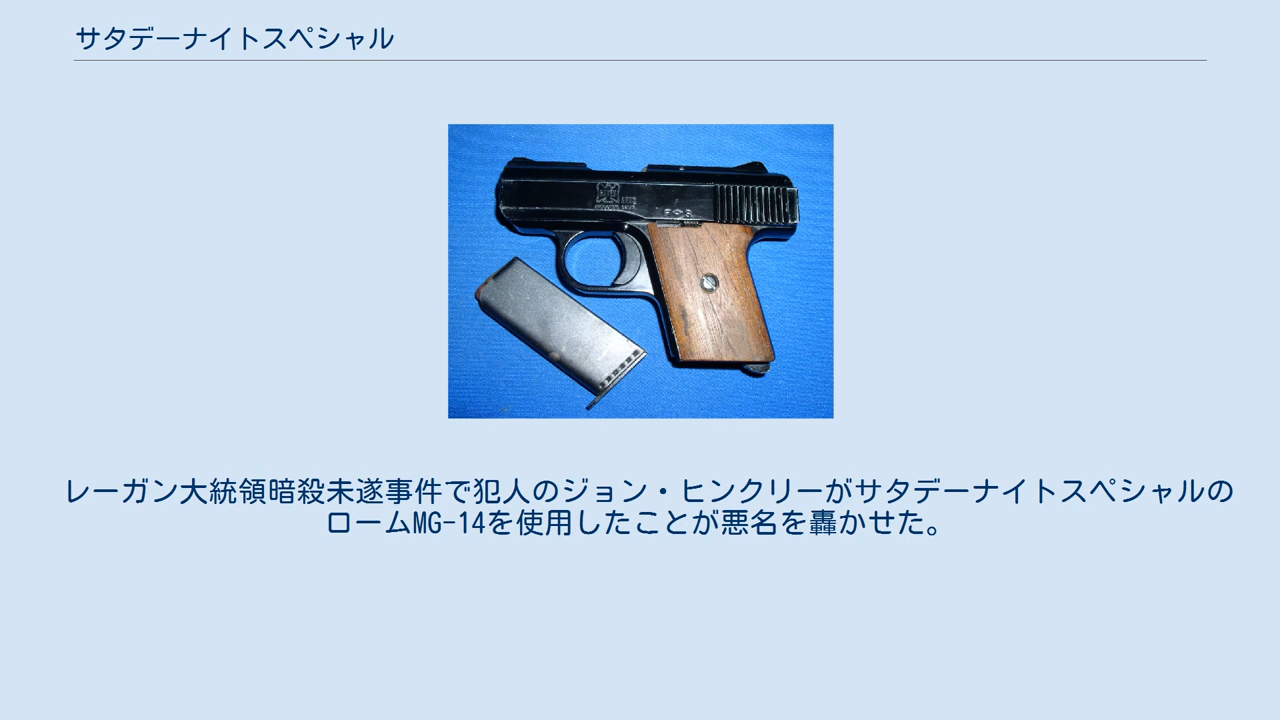 サタデーナイトスペシャル
レーガン大統領暗殺未遂事件で犯人のジョン・ヒンクリーがサタデーナイトスペシャルの
ロームMG-14を使用したことが悪名を轟かせた。